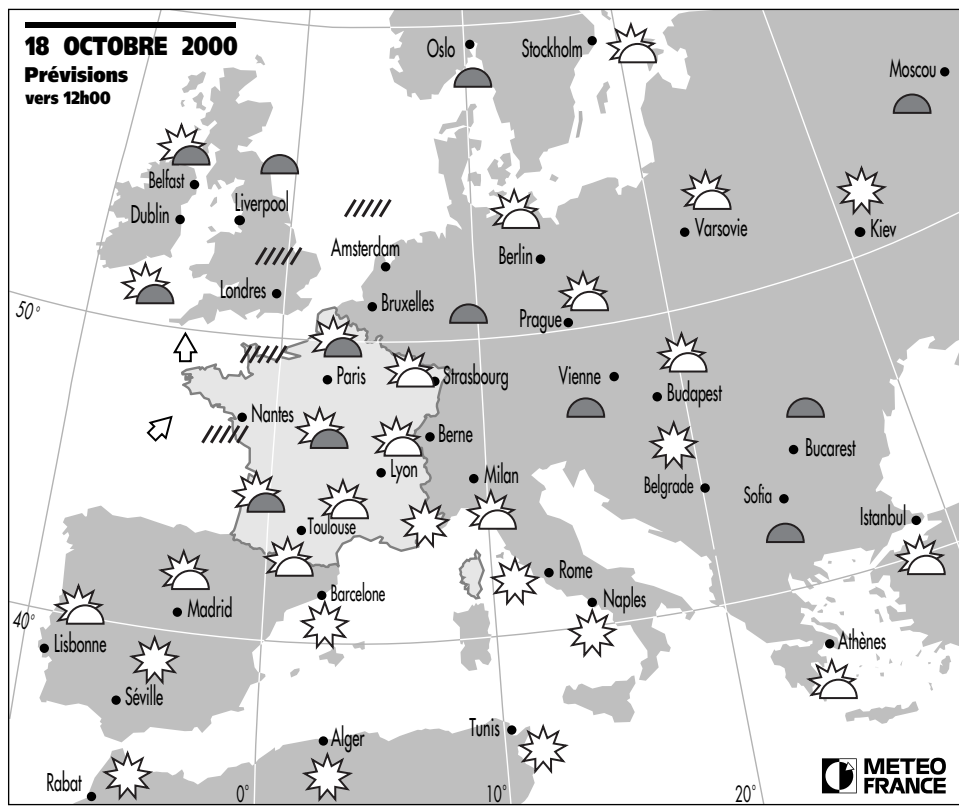 18 OCTOBRE 2000
Prévisions
vers 12h00
Oslo
Stockholm
Moscou
Belfast
Dublin
Liverpool
Amsterdam
Berlin
Varsovie
Kiev
Londres
Bruxelles
Prague
50°
Paris
Strasbourg
Vienne
Budapest
Nantes
Berne
Bucarest
Lyon
Milan
Belgrade
Sofia
Istanbul
Toulouse
Rome
Barcelone
Naples
Madrid
40°
Lisbonne
Athènes
Séville
Alger
Tunis
Rabat
0°
10°
20°
METEO
FRANCE